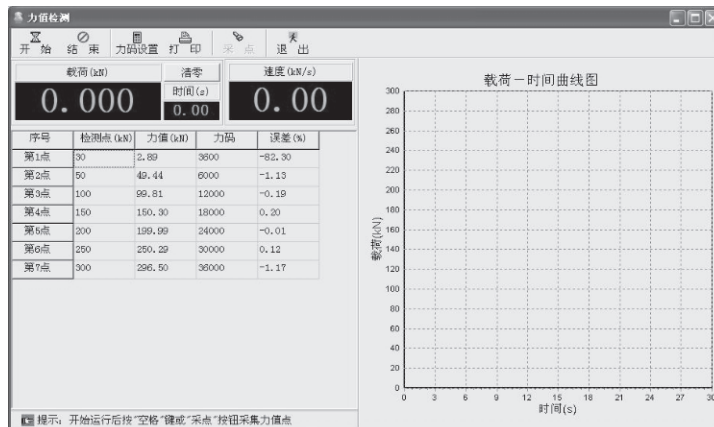 力值检测
开 始 结 束 力码设置 打 印 采 点 退 出
载荷(kN) 清零 速度(kN/s)
时间(s)
0.000 0.00 0.00
序号 检测点(kN) 力值(kN) 力码 误差(%)
第1点 30 2.89 3600 -82.30
第2点 50 49.44 6000 -1.13
第3点 100 99.81 12000 -0.19
第4点 150 150.30 18000 0.20
第5点 200 199.99 24000 -0.01
第6点 250 250.29 30000 0.12
第7点 300 296.50 36000 -1.17
提示: 开始运行后按"空格"键或"采点"按钮采集力值点
载荷-时间曲线图
300
280
260
240
220
200
180
160
140
120
100
80
60
40
20
0
载荷(kN)
0 3 6 9 12 15 18 21 24 27 30
时间(s)